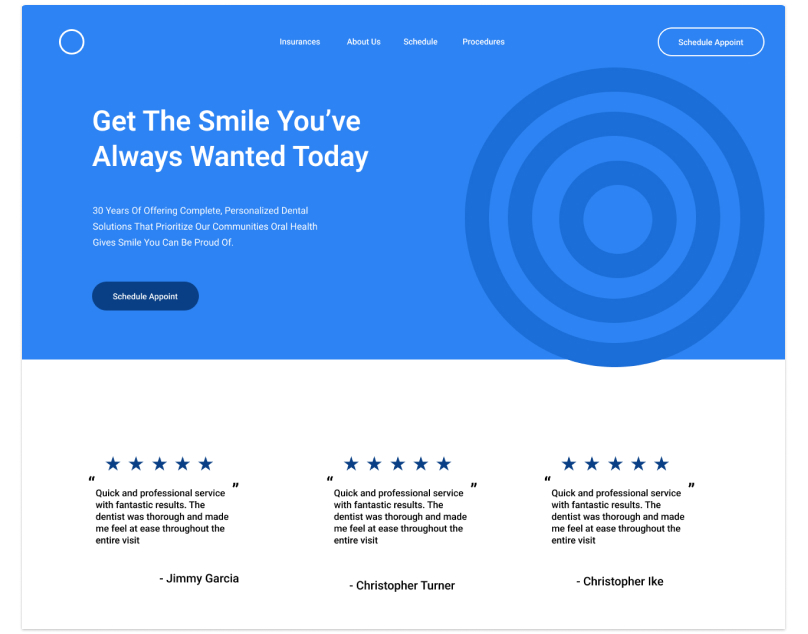 Insurances About Us Schedule Procedures Schedule Appoint
Get The Smile You’ve
Always Wanted Today
30 Years Of Offering Complete, Personalized Dental
Solutions That Prioritize Our Communities Oral Health
Gives Smile You Can Be Proud Of.
Schedule Appoint
“ Quick and professional service ”
with fantastic results. The
dentist was thorough and made
me feel at ease throughout the
entire visit
- Jimmy Garcia
“ Quick and professional service ”
with fantastic results. The
dentist was thorough and made
me feel at ease throughout the
entire visit
- Christopher Turner
“ Quick and professional service ”
with fantastic results. The
dentist was thorough and made
me feel at ease throughout the
entire visit
- Christopher Ike